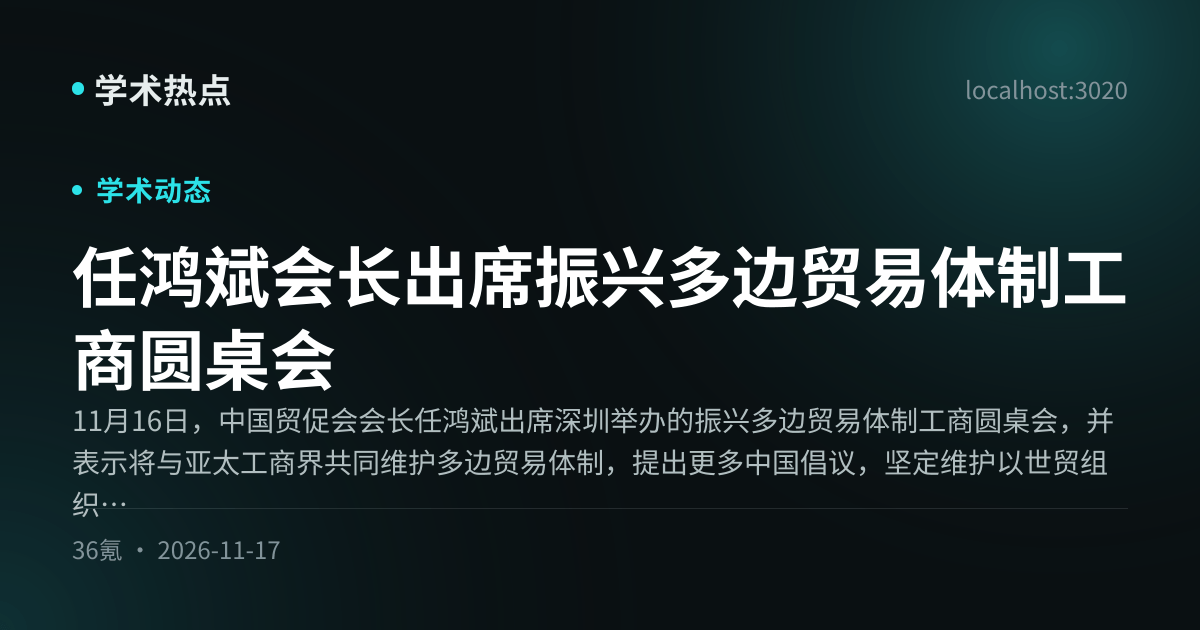 学术热点
localhost:3020
学术动态
任鸿斌会长出席振兴多边贸易体制工
商圆桌会
11月16日，中国贸促会会长任鸿斌出席深圳举办的振兴多边贸易体制工商圆桌会，并
表示将与亚太工商界共同维护多边贸易体制，提出更多中国倡议，坚定维护以世贸组
织…
36氪 · 2026-11-17